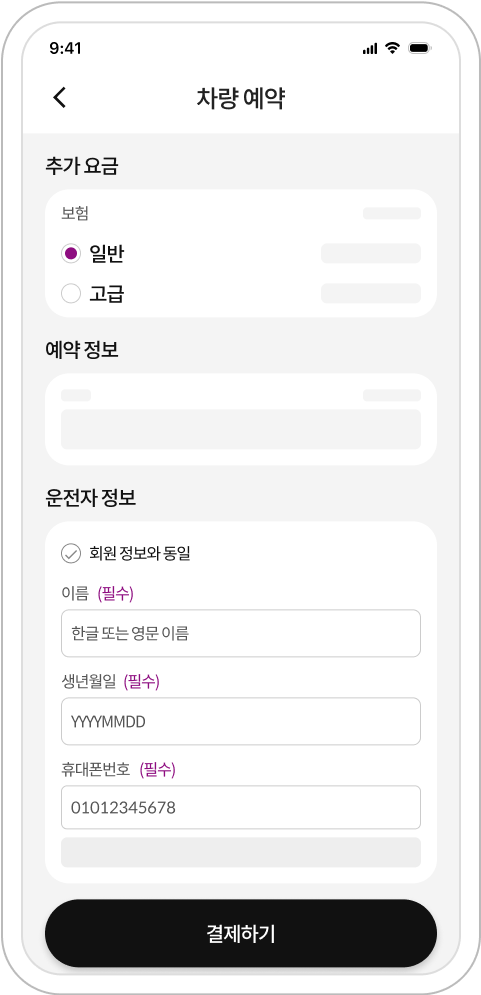 9:41
차량 예약
추가 요금
보험
일반
고급
예약 정보
운전자 정보
회원 정보와 동일
이름 (필수)
한글 또는 영문 이름
생년월일 (필수)
YYYYMMDD
휴대폰번호 (필수)
01012345678
결제하기